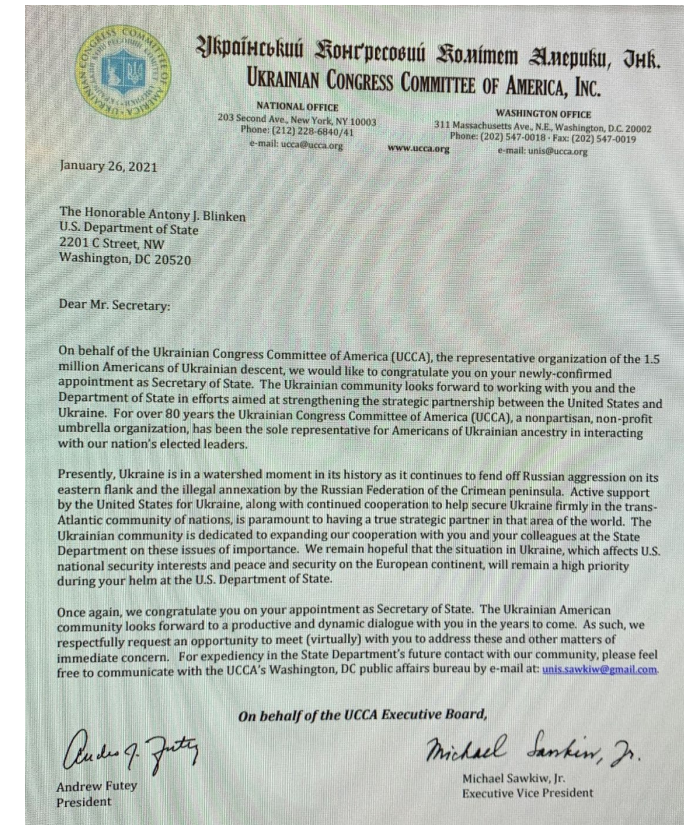 Український Конґресовий Комітет Америки, Інк.
UKRAINIAN CONGRESS COMMITTEE OF AMERICA, INC.
NATIONAL OFFICE
203 Second Ave., New York, NY 10003
Phone: (212) 228-6840/41
e-mail: ucca@ucca.org
www.ucca.org
WASHINGTON OFFICE
311 Massachusetts Ave., N.E., Washington, D.C. 20002
Phone: (202) 547-0018 - Fax: (202) 547-0019
e-mail: unis@ucca.org
January 26, 2021
The Honorable Antony J. Blinken
U.S. Department of State
2201 C Street, NW
Washington, DC 20520
Dear Mr. Secretary:
On behalf of the Ukrainian Congress Committee of America (UCCA), the representative organization of the 1.5
million Americans of Ukrainian descent, we would like to congratulate you on your newly-confirmed
appointment as Secretary of State. The Ukrainian community looks forward to working with you and the
Department of State in efforts aimed at strengthening the strategic partnership between the United States and
Ukraine. For over 80 years the Ukrainian Congress Committee of America (UCCA), a nonpartisan, non-profit
umbrella organization, has been the sole representative for Americans of Ukrainian ancestry in interacting
with our nation's elected leaders.
Presently, Ukraine is in a watershed moment in its history as it continues to fend off Russian aggression on its
eastern flank and the illegal annexation by the Russian Federation of the Crimean peninsula. Active support
by the United States for Ukraine, along with continued cooperation to help secure Ukraine firmly in the trans-
Atlantic community of nations, is paramount to having a true strategic partner in that area of the world. The
Ukrainian community is dedicated to expanding our cooperation with you and your colleagues at the State
Department on these issues of importance. We remain hopeful that the situation in Ukraine, which affects U.S.
national security interests and peace and security on the European continent, will remain a high priority
during your helm at the U.S. Department of State.
Once again, we congratulate you on your appointment as Secretary of State. The Ukrainian American
community looks forward to a productive and dynamic dialogue with you in the years to come. As such, we
respectfully request an opportunity to meet (virtually) with you to address these and other matters of
immediate concern. For expediency in the State Department's future contact with our community, please feel
free to communicate with the UCCA's Washington, DC public affairs bureau by e-mail at: unis.sawkiw@gmail.com.
On behalf of the UCCA Executive Board,
Andrew Futey
President
Michael Sawkiw, Jr.
Michael Sawkiw, Jr.
Executive Vice President